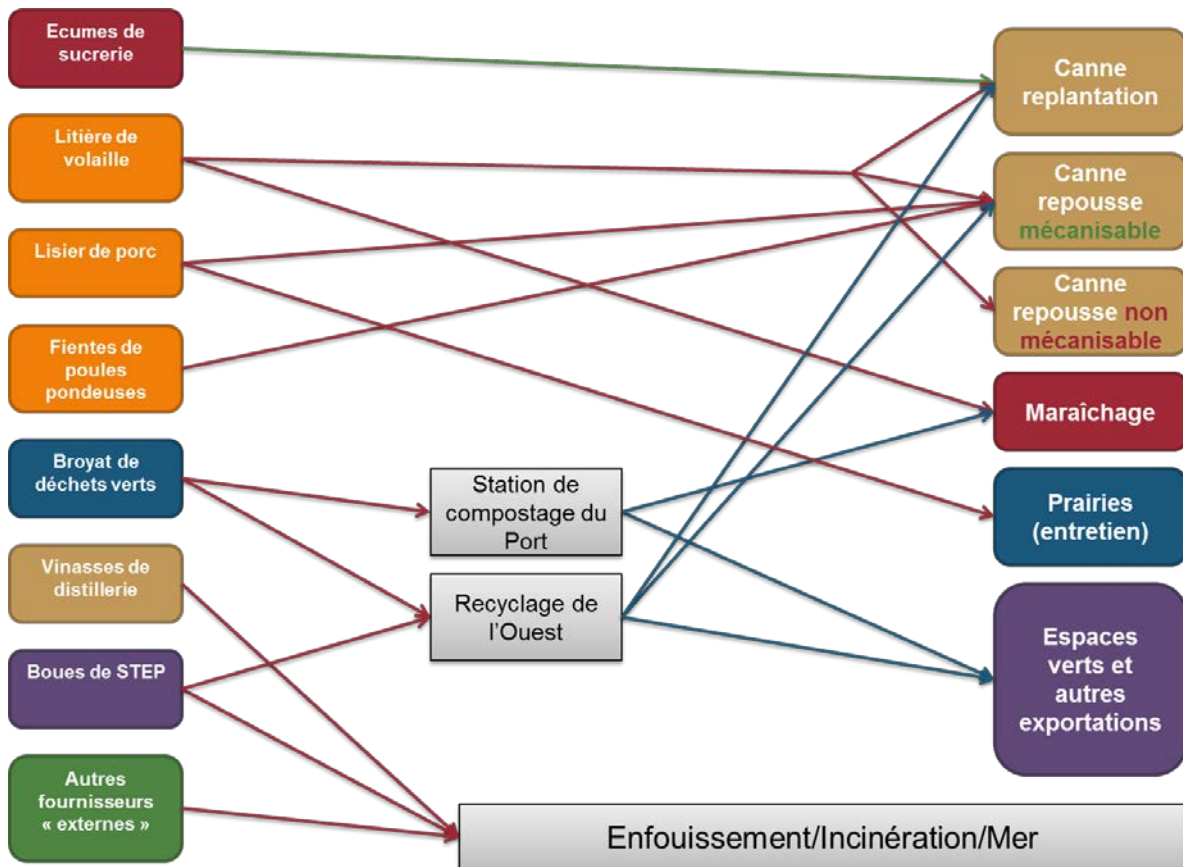 Ecumes de
sucrerie
Litière de
volaille
Lisier de porc
Fientes de
poules
pondeuses
Broyat de
déchets verts
Vinasses de
distillerie
Boues de STEP
Autres
fournisseurs
« externes »
Station de
compostage du
Port
Recyclage de
l’Ouest
Canne
replantation
Canne
repousse
mécanisable
Canne
repousse non
mécanisable
Maraîchage
Prairies
(entretien)
Espaces
verts et
autres
exportations
Enfouissement/Incinération/Mer